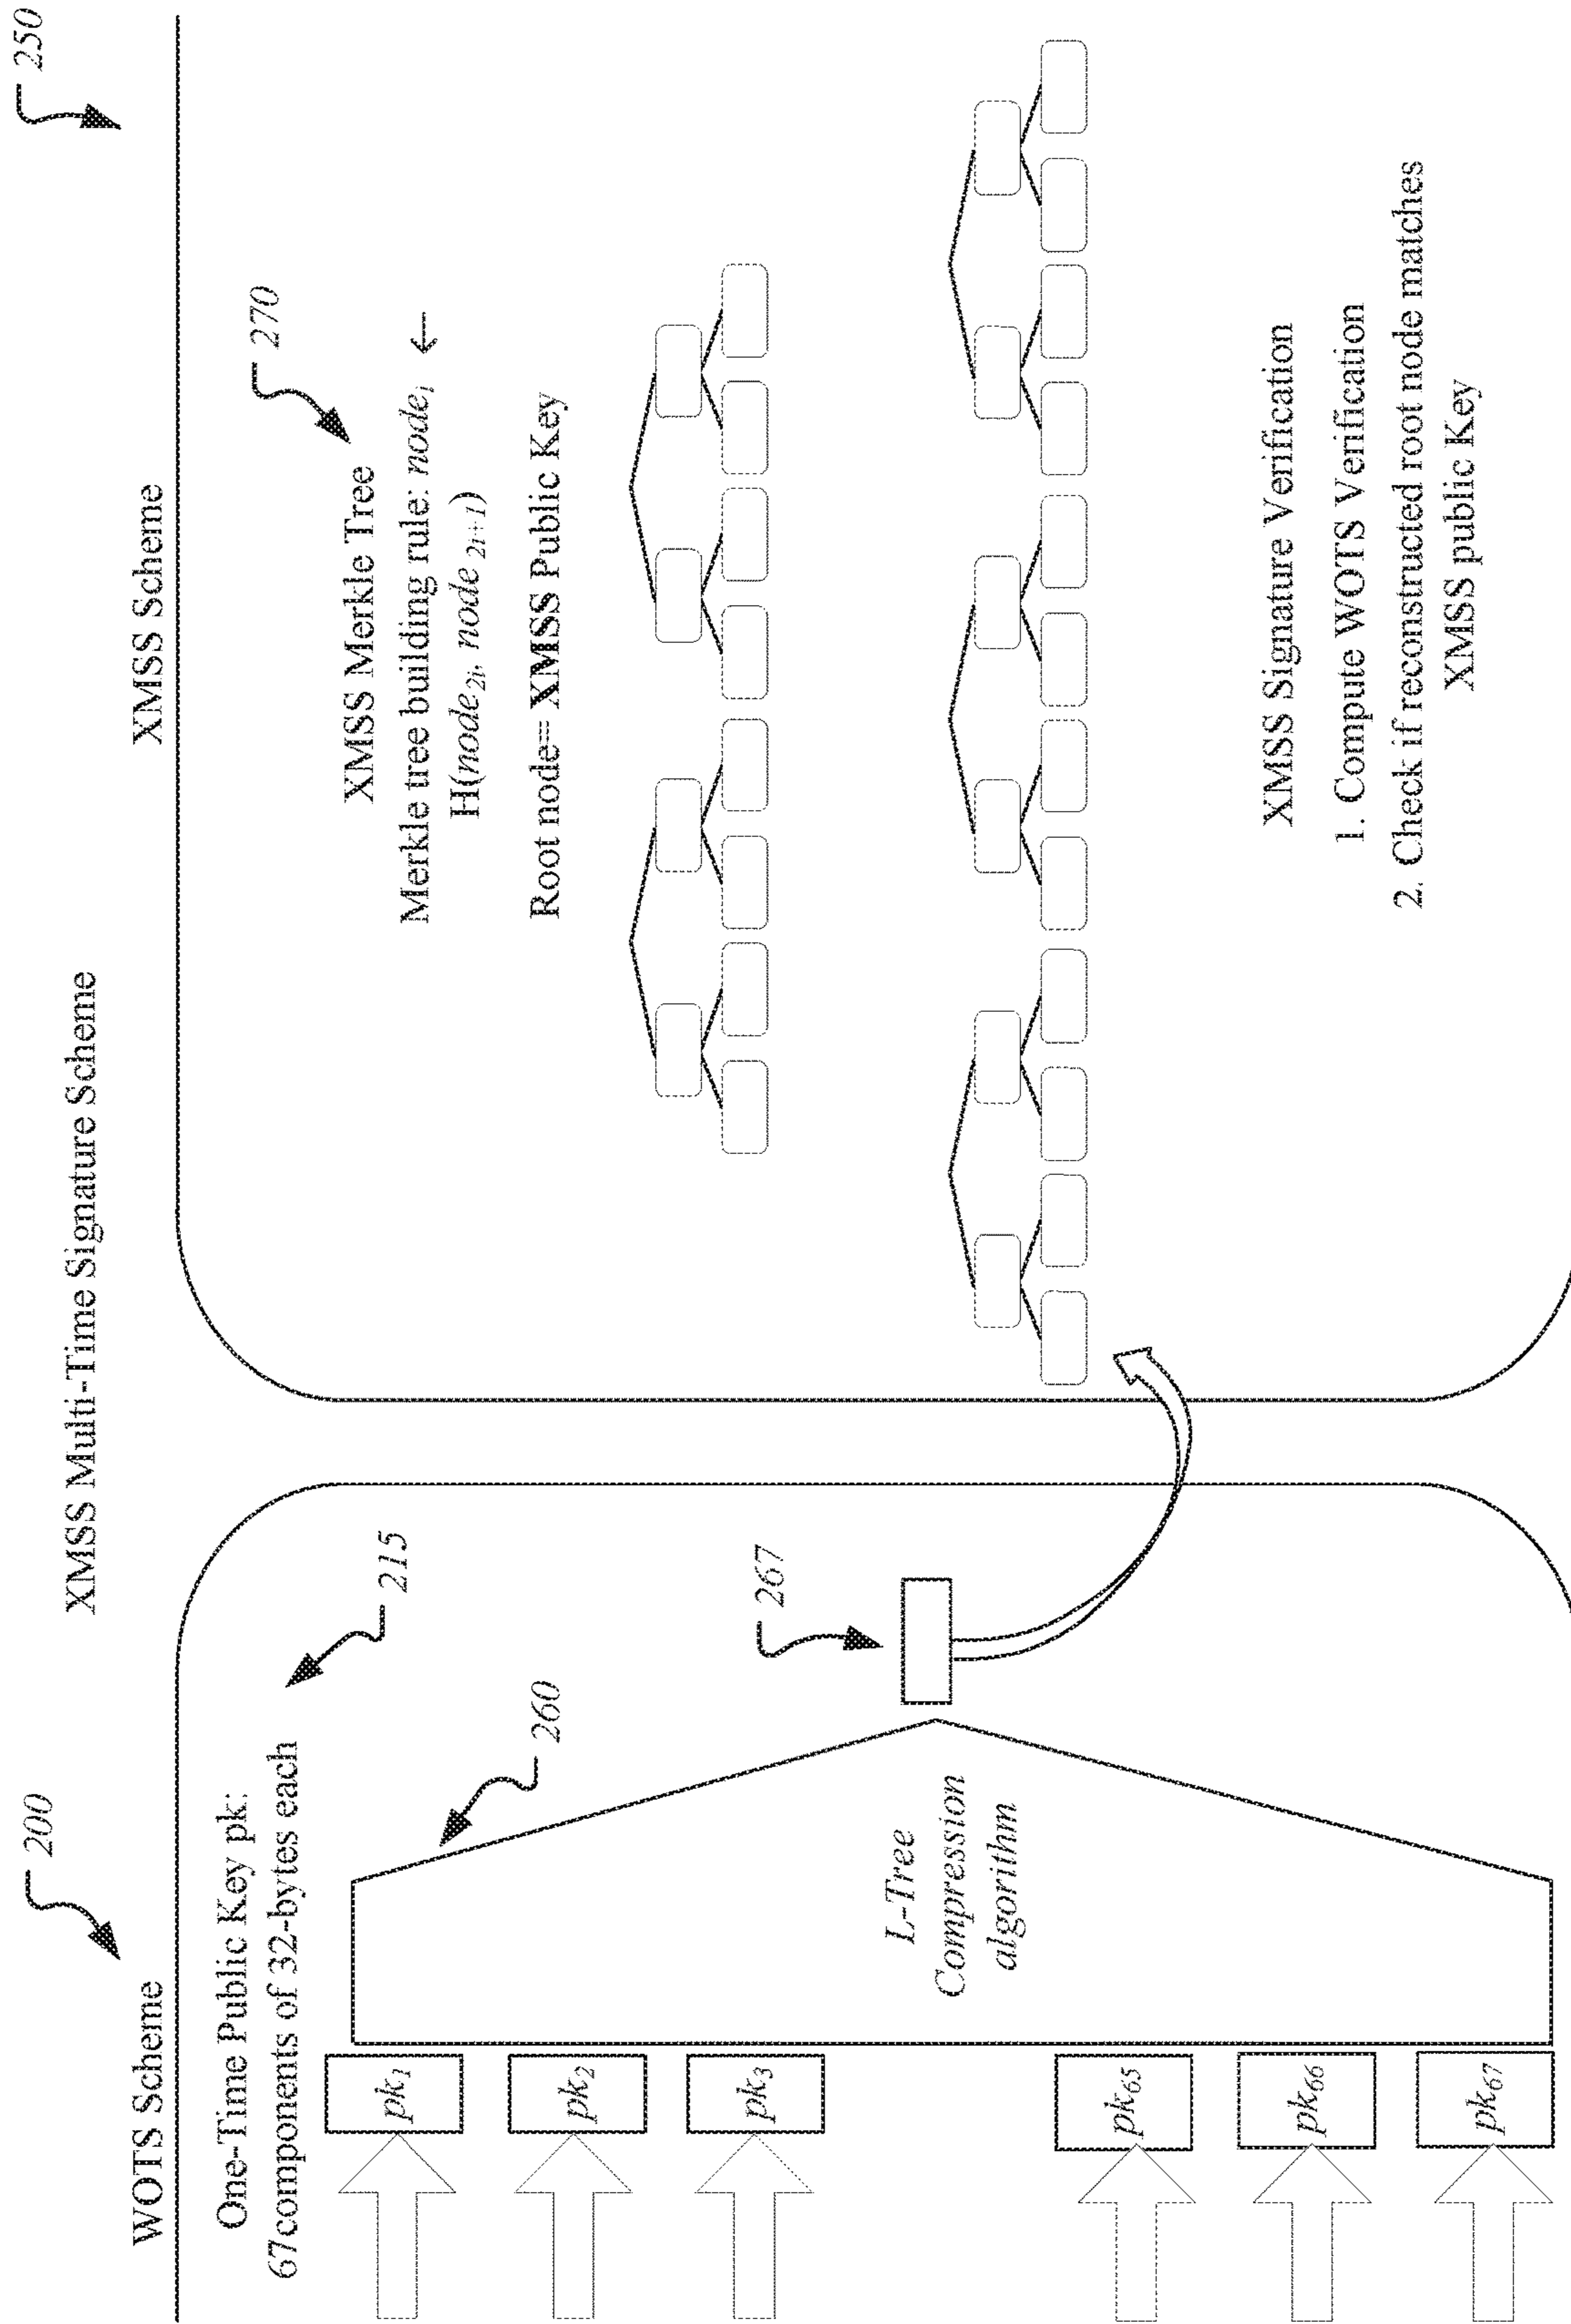 XMSS Multi-Time Signature Scheme
200
WOTS Scheme
One-Time Public Key pk:
67components of 32-bytes each
215
pk1
pk2
pk3
pk65
pk66
pk67
260
L-Tree
Compression
algorithm
267
250
XMSS Scheme
270
XMSS Merkle Tree
Merkle tree building rule: nodei ←
H(node2i, node 2i+1)
Root node= XMSS Public Key
XMSS Signature Verification
1. Compute WOTS Verification
2. Check if reconstructed root node matches
XMSS public Key